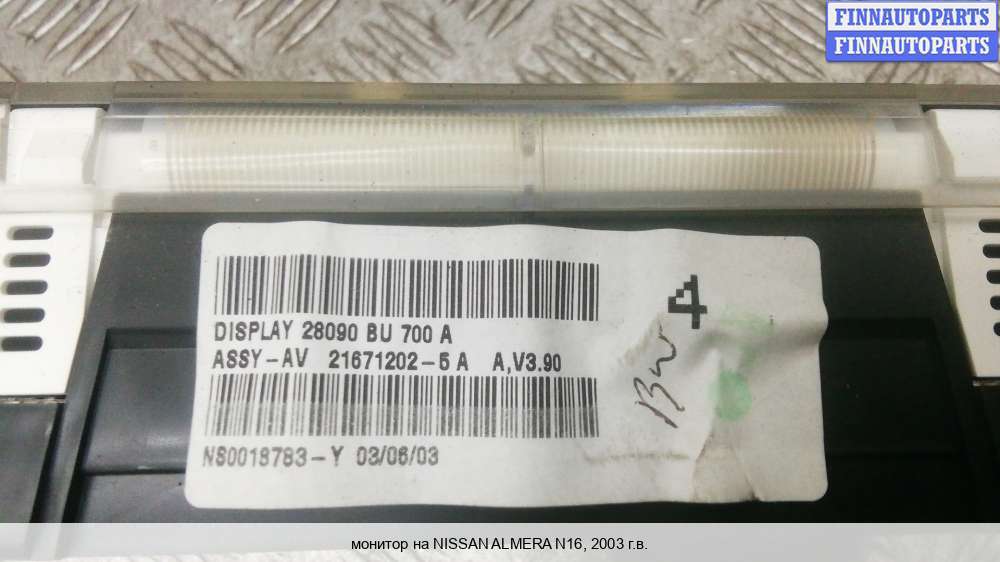 FINNAUTOPARTS
FINNAUTOPARTS
DISPLAY 28090 BU 700 A
4
ASSY-AV 21671202-5 A A,V3.90
Bu
NS0018783-Y 03/06/03
монитор на NISSAN ALMERA N16, 2003 г.в.